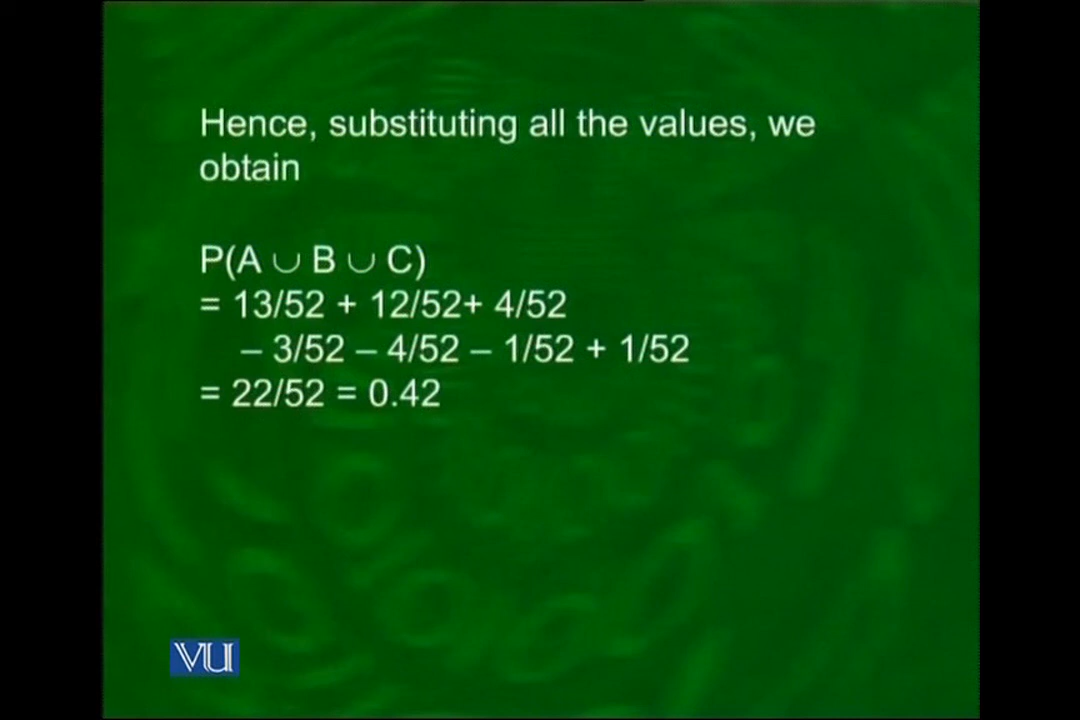 Hence, substituting all the values, we
obtain
P(A ∪ B ∪ C)
= 13/52 + 12/52+ 4/52
– 3/52 – 4/52 – 1/52 + 1/52
= 22/52 = 0.42
VU